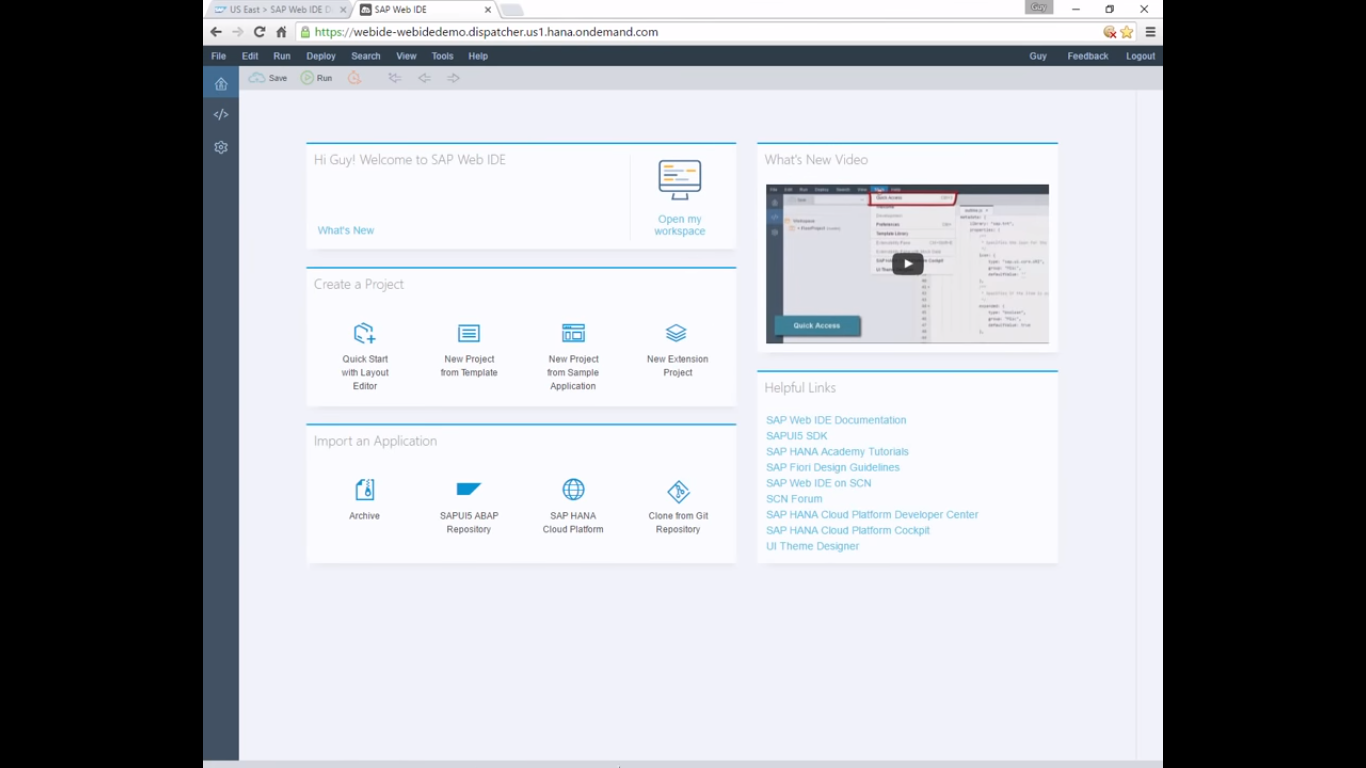 US East > SAP Web IDE D
SAP Web IDE
Guy
https://webide-webidedemo.dispatcher.us1.hana.ondemand.com
File Edit Run Deploy Search View Tools Help
Guy Feedback Logout
Save Run
Hi Guy! Welcome to SAP Web IDE
What's New
Open my
workspace
Create a Project
Quick Start
with Layout
Editor
New Project
from Template
New Project
from Sample
Application
New Extension
Project
Import an Application
Archive
SAPUI5 ABAP
Repository
SAP HANA
Cloud Platform
Clone from Git
Repository
What's New Video
Quick Access
Preferences
Template Library
Quick Access
Helpful Links
SAP Web IDE Documentation
SAPUI5 SDK
SAP HANA Academy Tutorials
SAP Fiori Design Guidelines
SAP Web IDE on SCN
SCN Forum
SAP HANA Cloud Platform Developer Center
SAP HANA Cloud Platform Cockpit
UI Theme Designer